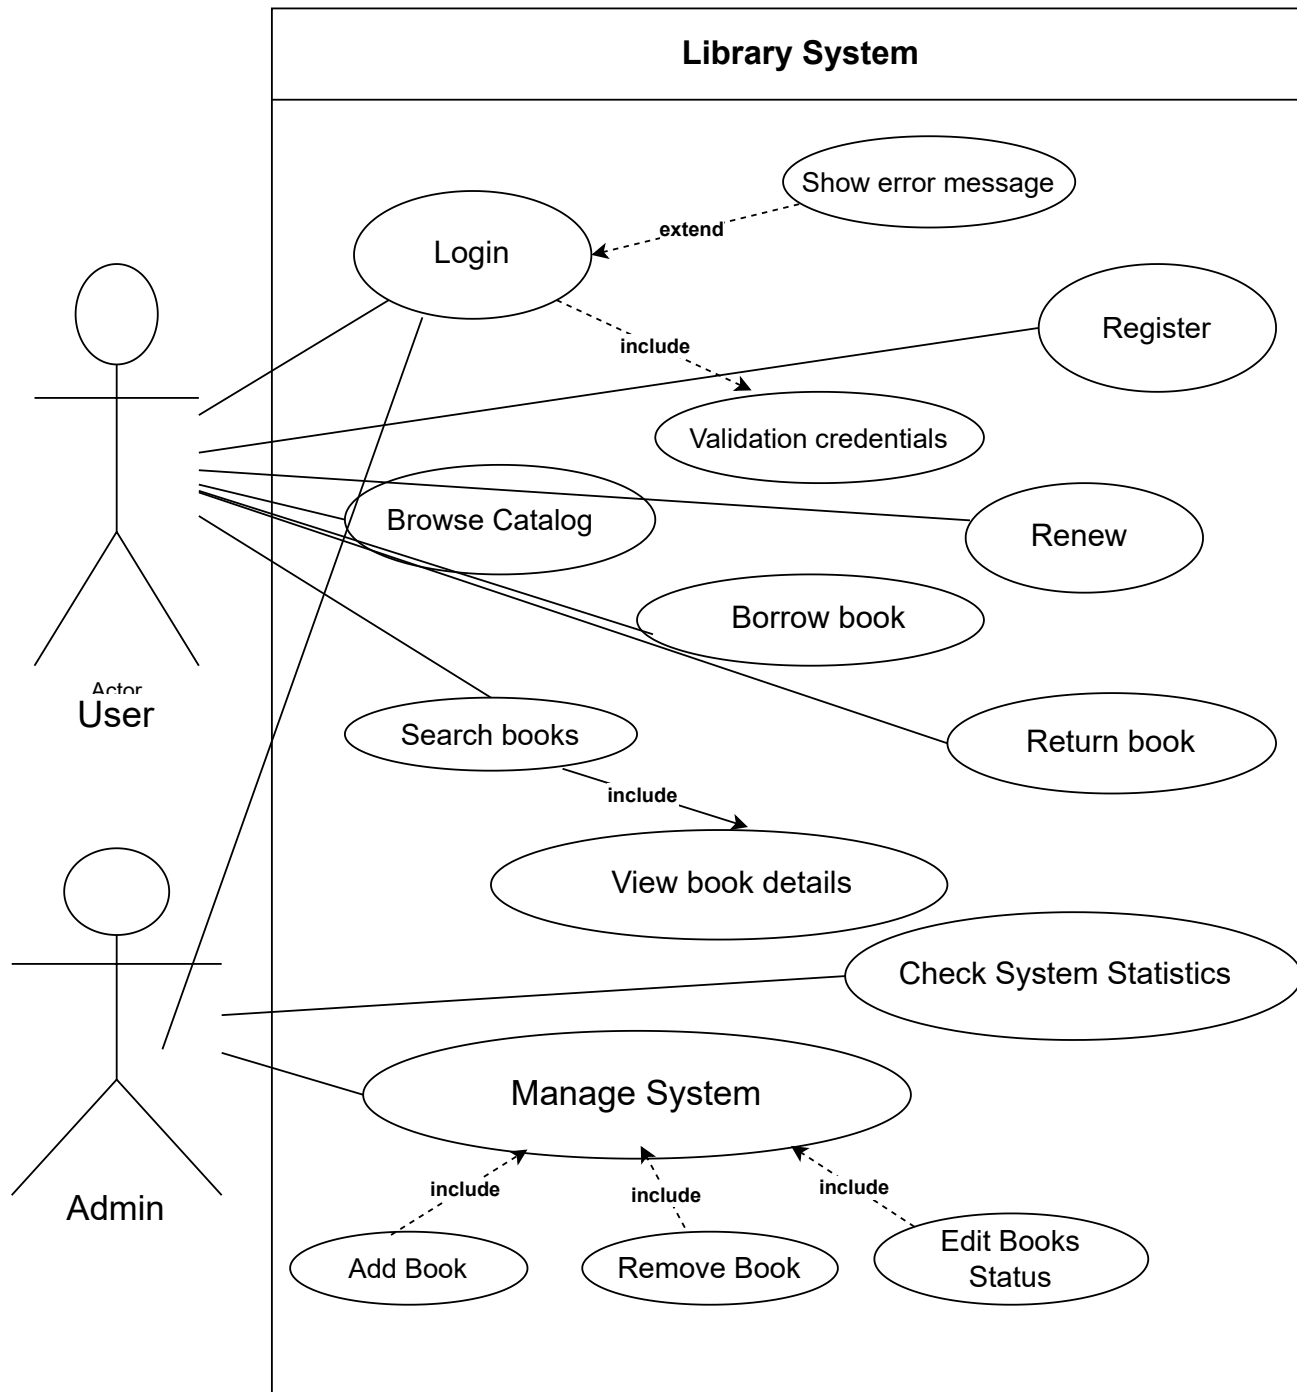 Library System
Show error message
extend
Login
Register
include
Validation credentials
Browse Catalog
Renew
Borrow book
Actor
User
Search books
Return book
include
View book details
Check System Statistics
Manage System
include
include
include
Admin
Add Book
Remove Book
Edit Books
Status